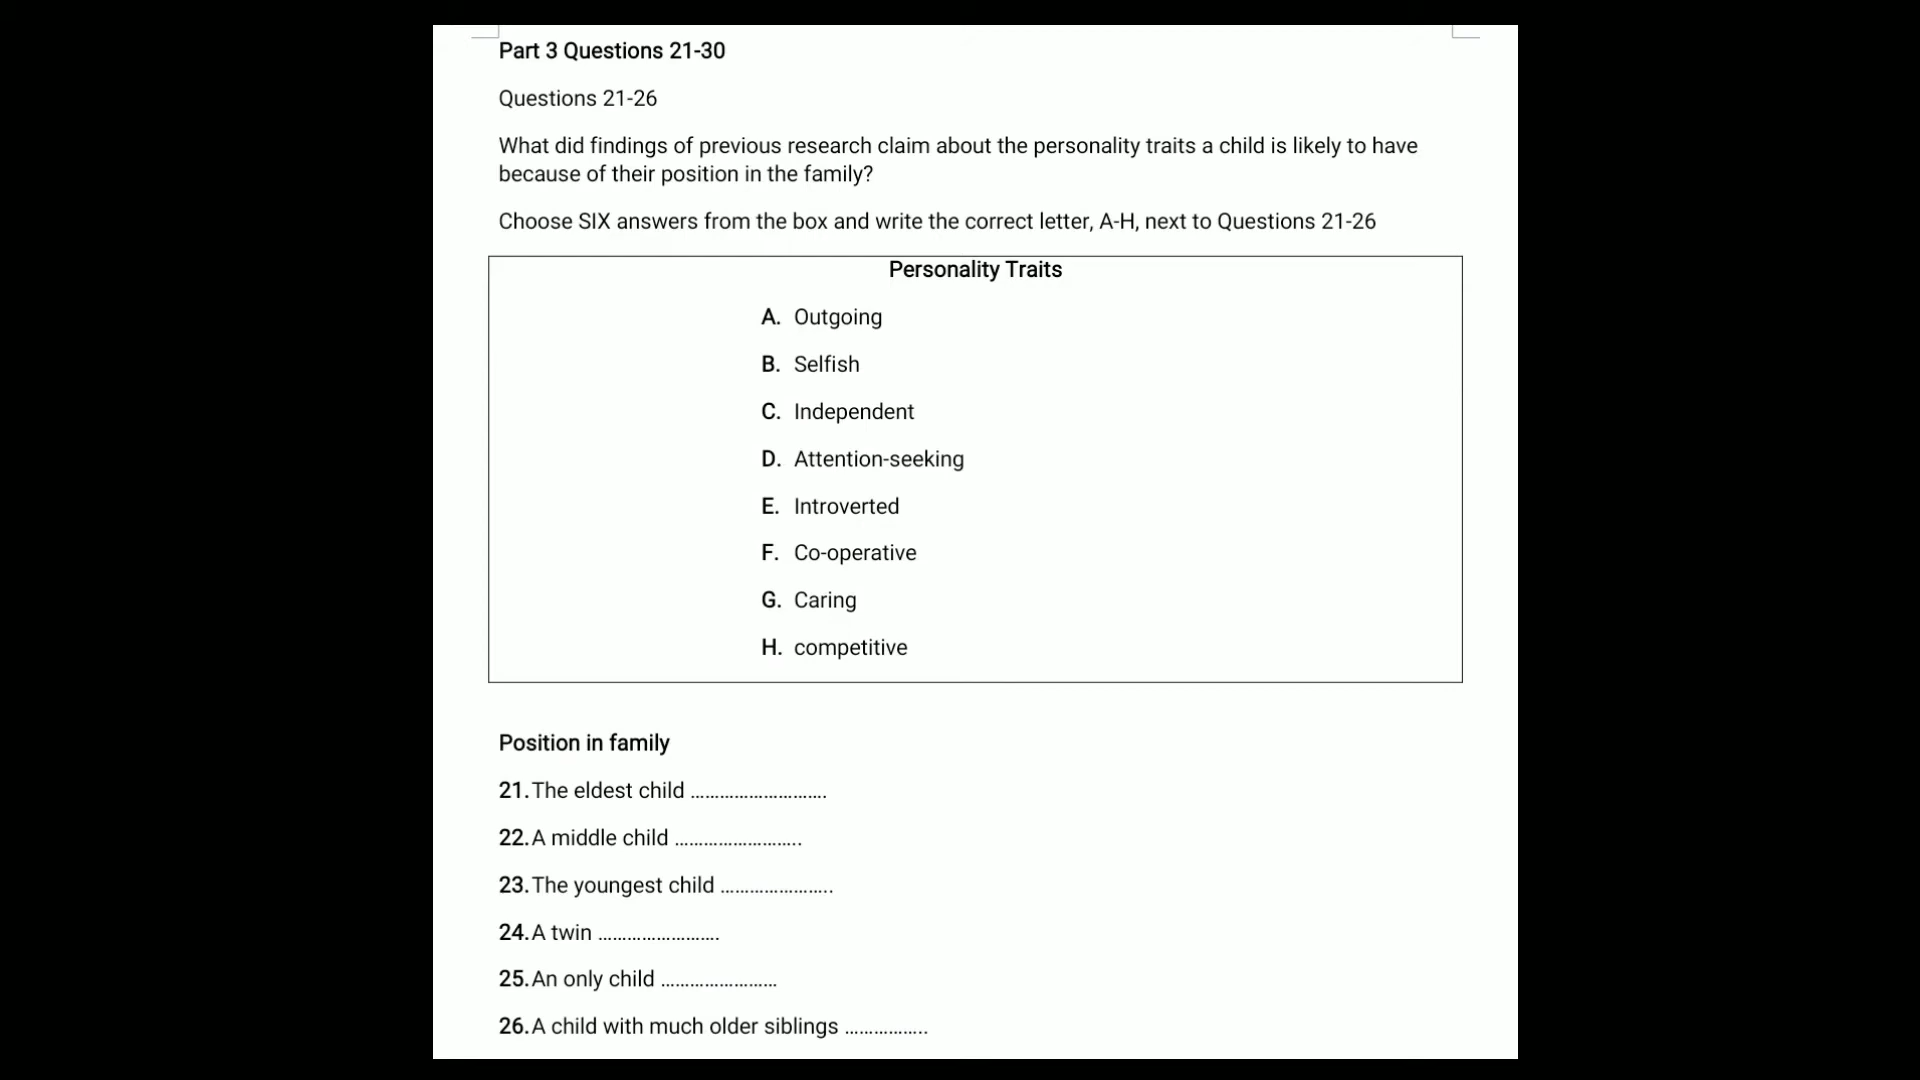 Part 3 Questions 21-30
Questions 21-26
What did findings of previous research claim about the personality traits a child is likely to have
because of their position in the family?
Choose SIX answers from the box and write the correct letter, A-H, next to Questions 21-26
Personality Traits
A. Outgoing
B. Selfish
C. Independent
D. Attention-seeking
E. Introverted
F. Co-operative
G. Caring
H. competitive
Position in family
21. The eldest child ............................
22. A middle child ..........................
23. The youngest child .......................
24. A twin .........................
25. An only child ........................
26. A child with much older siblings .................